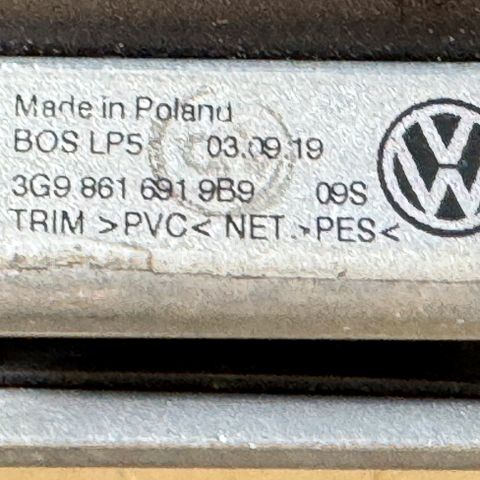 Made in Poland
BOS LP5 03.09.19
3G9 861 691 9B9 09S
TRIM >PVC< NET.>PES<